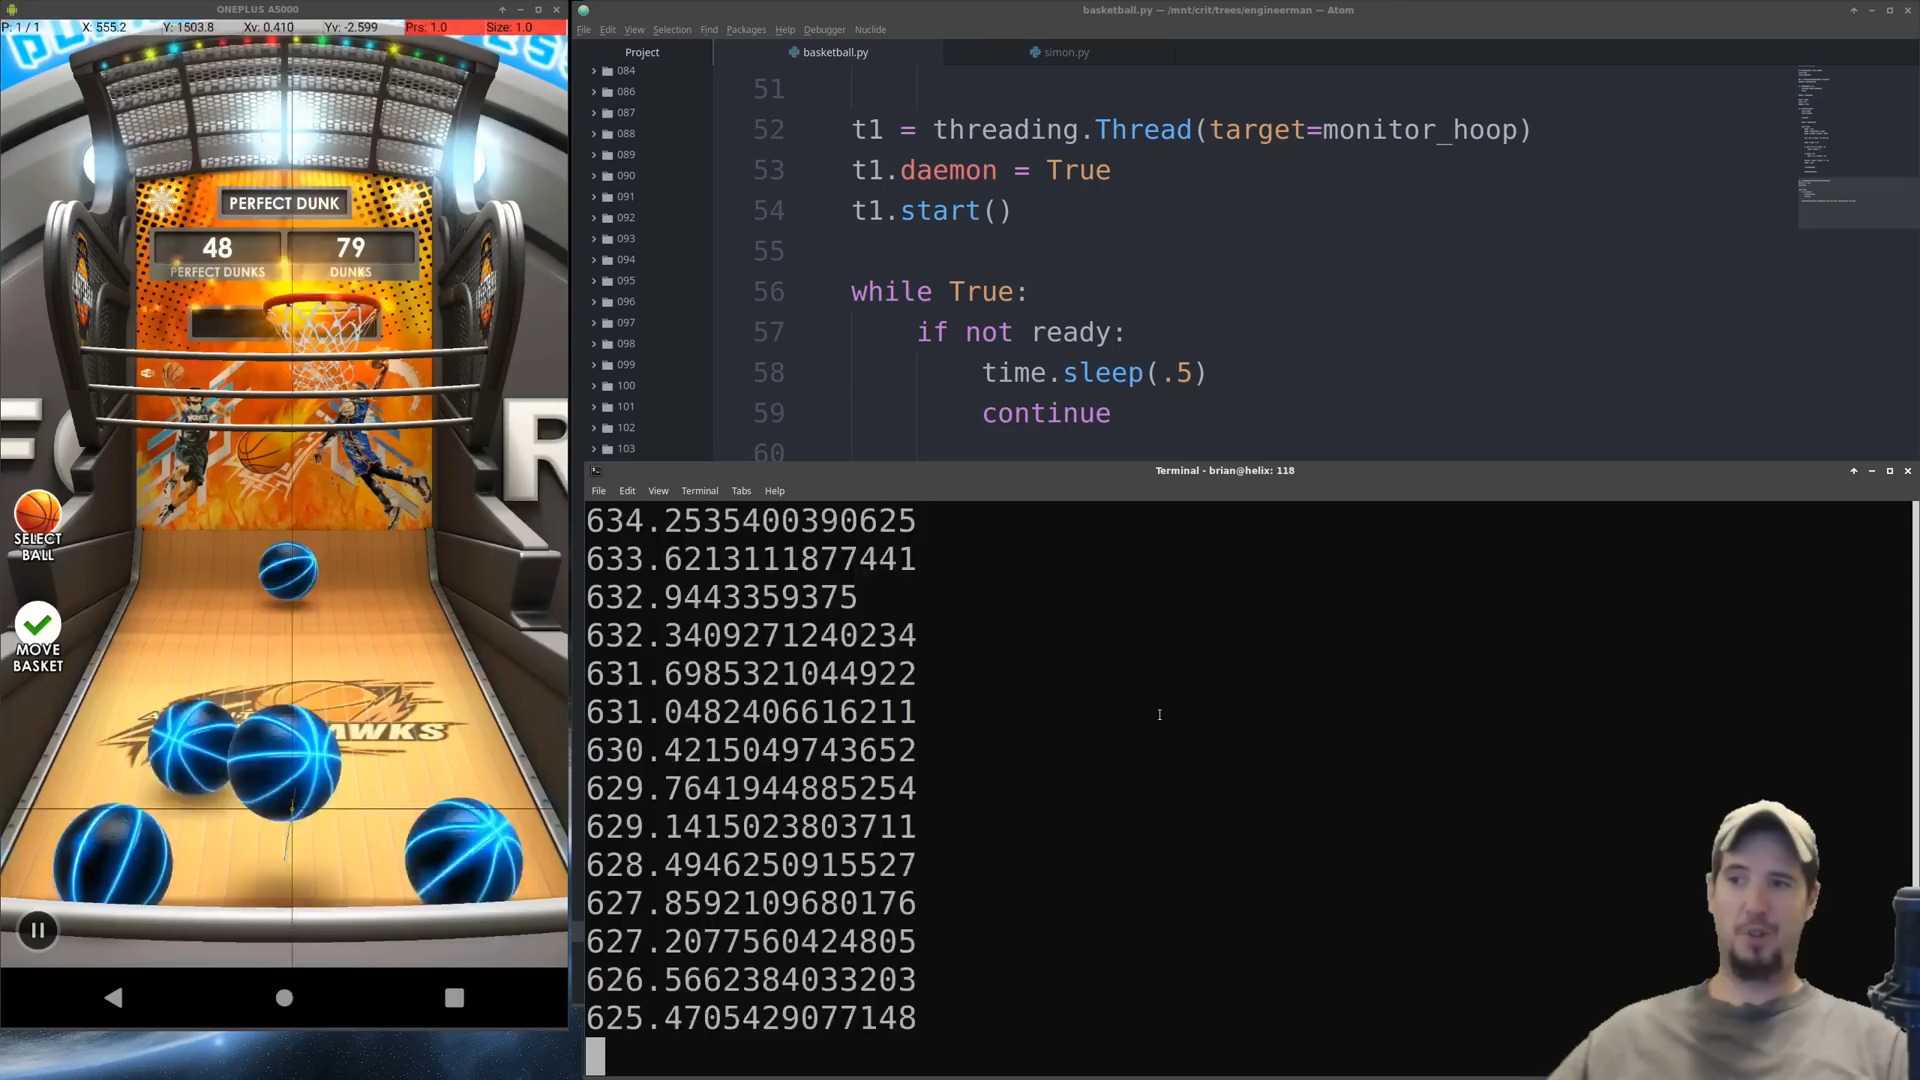 ONEPLUS A5000
P: 1 / 1 X: 555.2 Y: 1503.8 Xv: 0.410 Yv: -2.599 Prs: 1.0 Size: 1.0
PERFECT DUNK
48 79
PERFECT DUNKS DUNKS
R
SELECT
BALL
MOVE
BASKET
HAWKS
basketball.py — /mnt/crit/trees/engineerman — Atom
File Edit View Selection Find Packages Help Debugger Nuclide
Project
basketball.py
simon.py
084
086
087
088
089
090
091
092
093
094
095
096
097
098
099
100
101
102
103
51
52 t1 = threading.Thread(target=monitor_hoop)
53 t1.daemon = True
54 t1.start()
55
56 while True:
57 if not ready:
58 time.sleep(.5)
59 continue
60
Terminal - brian@helix: 118
File Edit View Terminal Tabs Help
634.2535400390625
633.6213111877441
632.9443359375
632.3409271240234
631.6985321044922
631.0482406616211
630.4215049743652
629.7641944885254
629.1415023803711
628.4946250915527
627.8592109680176
627.2077560424805
626.5662384033203
625.4705429077148